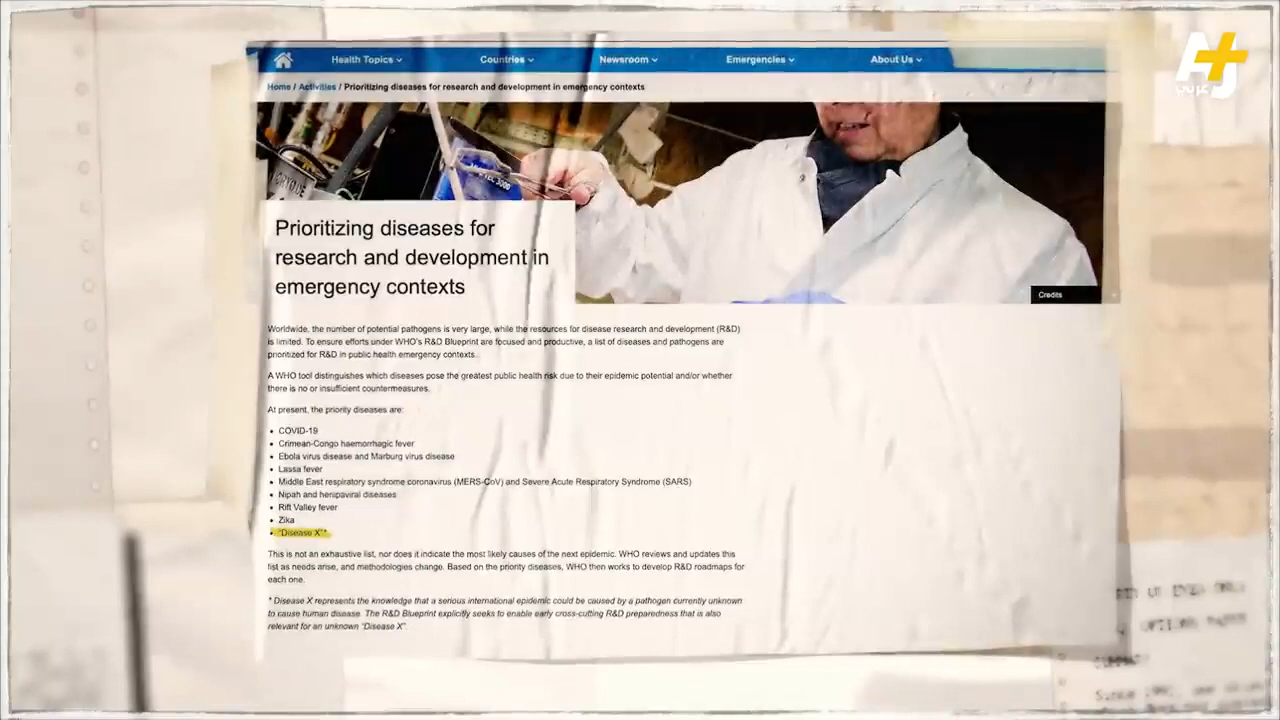 Health Topics
Countries
Newsroom
Emergencies
About Us
عربي
Home / Activities / Prioritizing diseases for research and development in emergency contexts
Prioritizing diseases for
research and development in
emergency contexts
Credits
Worldwide, the number of potential pathogens is very large, while the resources for disease research and development (R&D)
is limited. To ensure efforts under WHO's R&D Blueprint are focused and productive, a list of diseases and pathogens are
prioritized for R&D in public health emergency contexts.
A WHO tool distinguishes which diseases pose the greatest public health risk due to their epidemic potential and/or whether
there is no or insufficient countermeasures.
At present, the priority diseases are:
• COVID-19
• Crimean-Congo haemorrhagic fever
• Ebola virus disease and Marburg virus disease
• Lassa fever
• Middle East respiratory syndrome coronavirus (MERS-CoV) and Severe Acute Respiratory Syndrome (SARS)
• Nipah and henipaviral diseases
• Rift Valley fever
• Zika
• "Disease X"*
This is not an exhaustive list, nor does it indicate the most likely causes of the next epidemic. WHO reviews and updates this
list as needs arise, and methodologies change. Based on the priority diseases, WHO then works to develop R&D roadmaps for
each one.
* Disease X represents the knowledge that a serious international epidemic could be caused by a pathogen currently unknown
to cause human disease. The R&D Blueprint explicitly seeks to enable early cross-cutting R&D preparedness that is also
relevant for an unknown "Disease X".